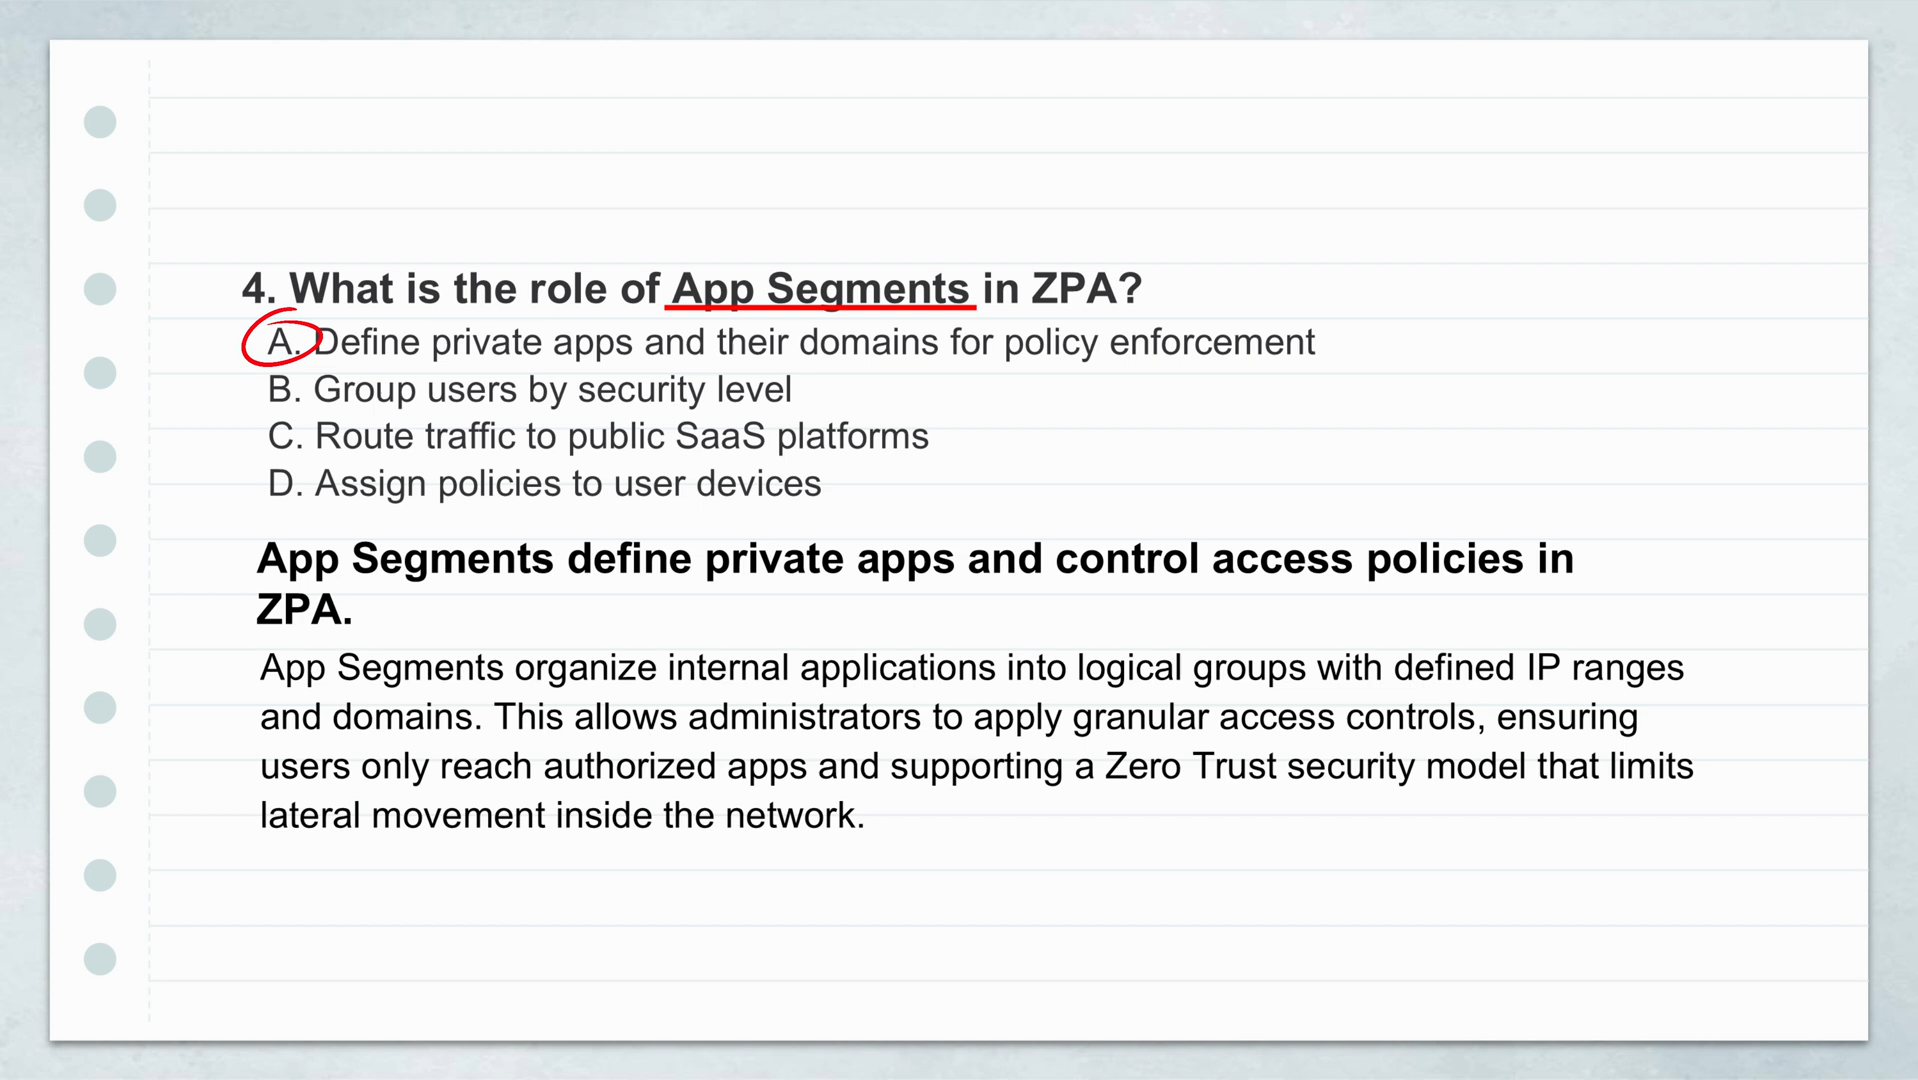 4. What is the role of App Segments in ZPA?
A. Define private apps and their domains for policy enforcement
B. Group users by security level
C. Route traffic to public SaaS platforms
D. Assign policies to user devices
App Segments define private apps and control access policies in
ZPA.
App Segments organize internal applications into logical groups with defined IP ranges
and domains. This allows administrators to apply granular access controls, ensuring
users only reach authorized apps and supporting a Zero Trust security model that limits
lateral movement inside the network.